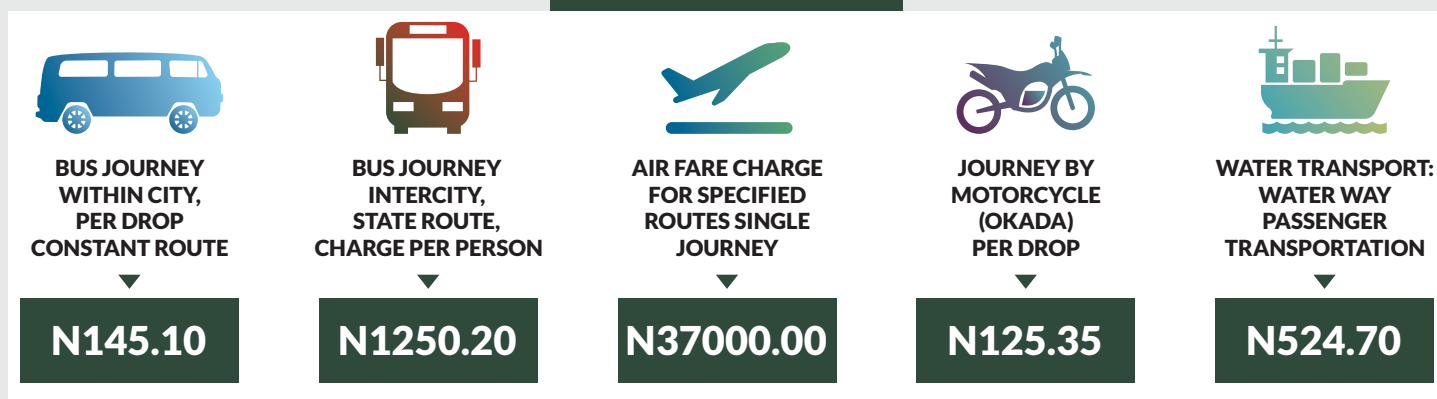 BUS JOURNEY
WITHIN CITY,
PER DROP
CONSTANT ROUTE
N145.10
BUS JOURNEY
INTERCITY,
STATE ROUTE,
CHARGE PER PERSON
N1250.20
AIR FARE CHARGE
FOR SPECIFIED
ROUTES SINGLE
JOURNEY
N37000.00
JOURNEY BY
MOTORCYCLE
(OKADA)
PER DROP
N125.35
WATER TRANSPORT:
WATER WAY
PASSENGER
TRANSPORTATION
N524.70